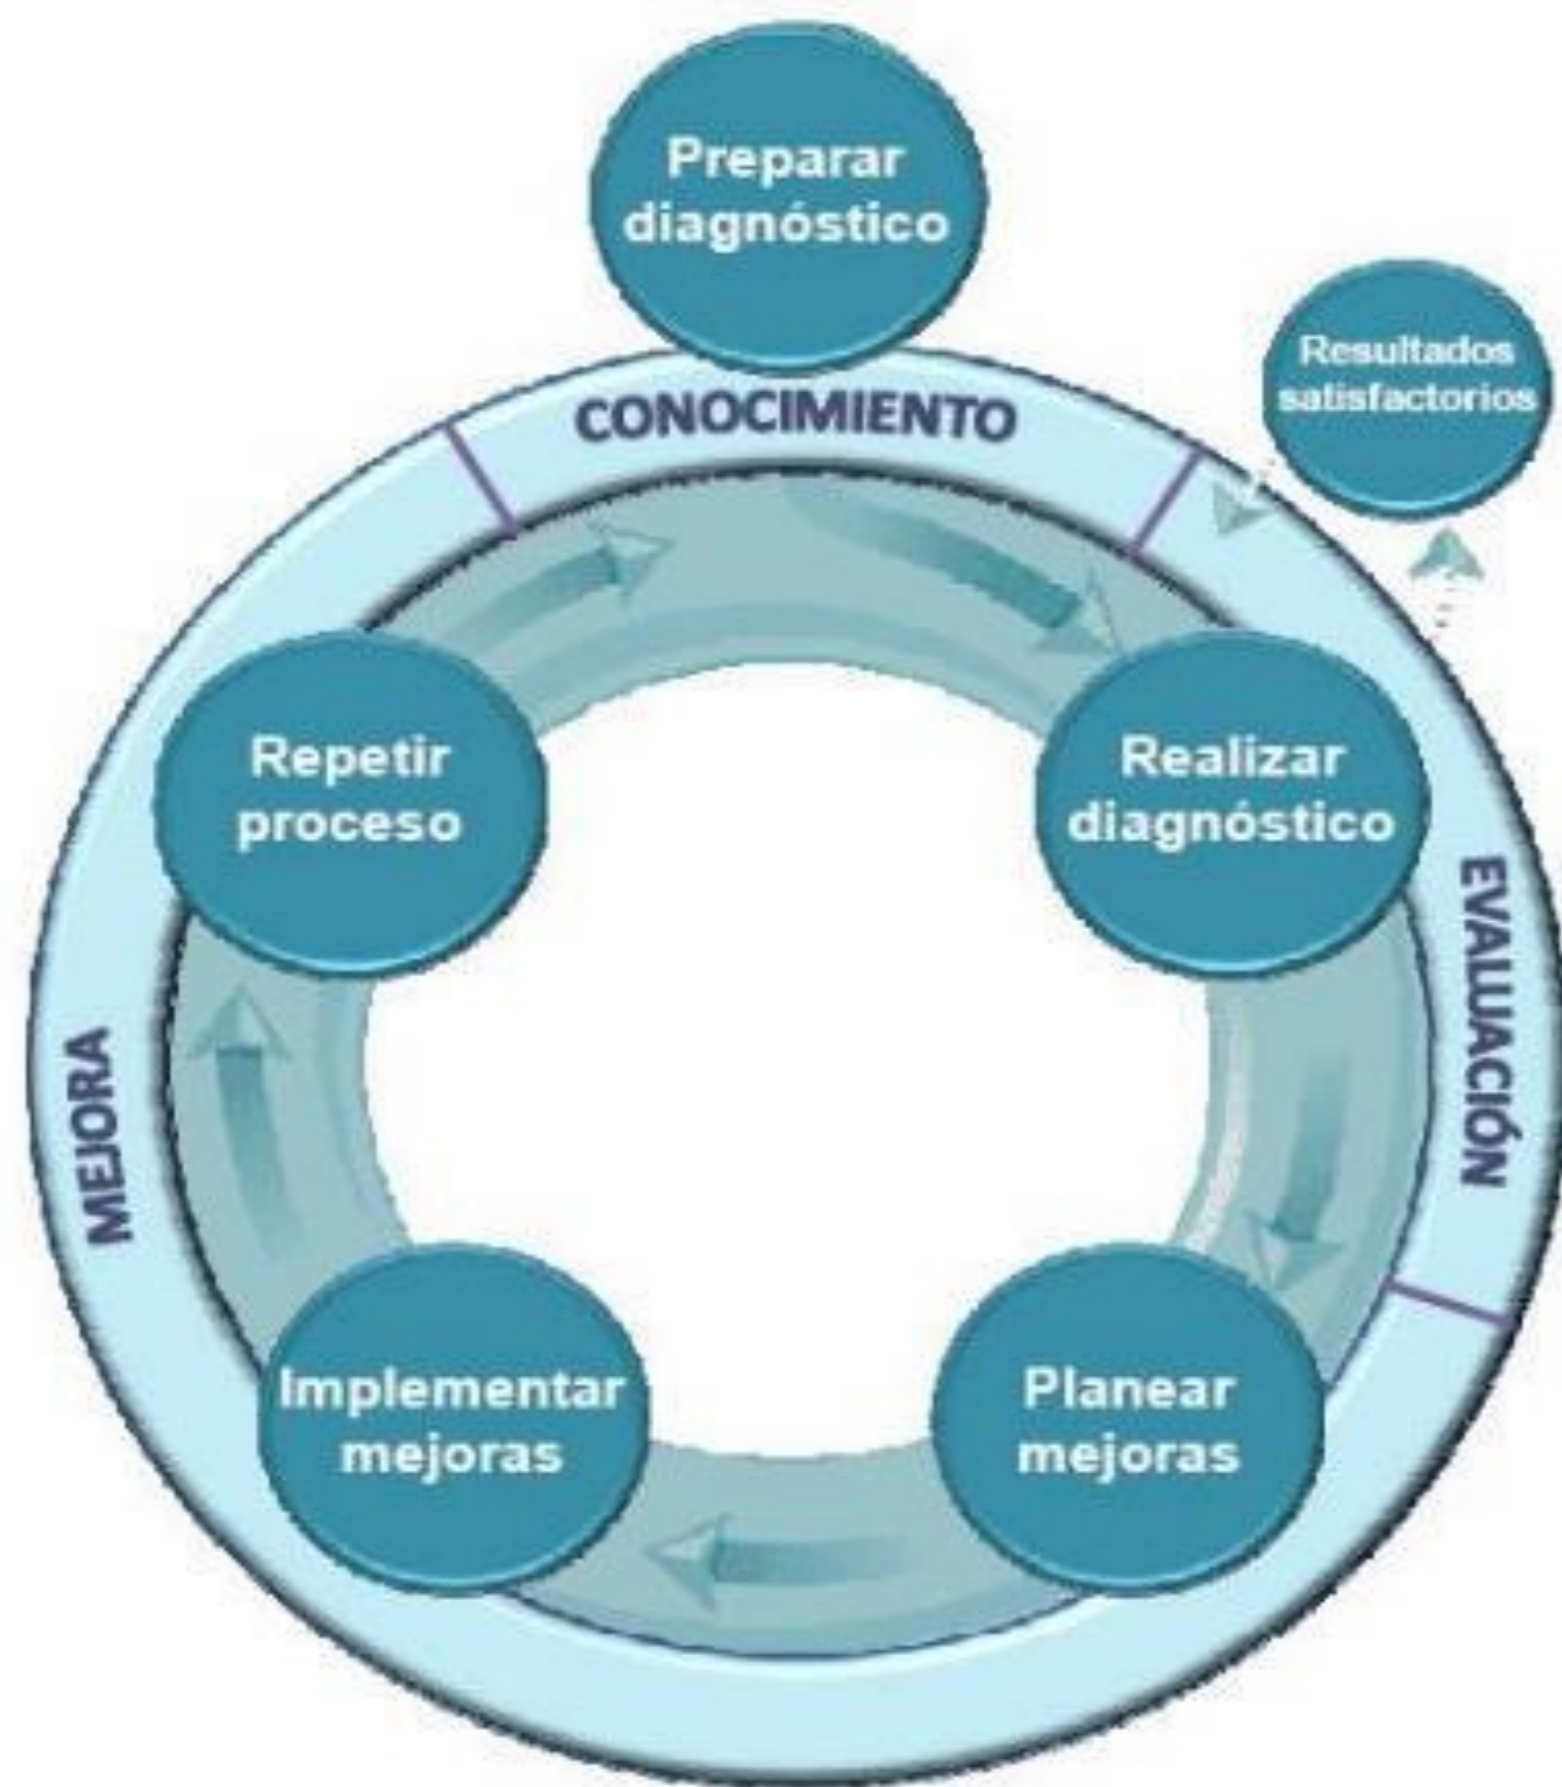 Preparar
diagnóstico
Resultados
satisfactorios
CONOCIMIENTO
Realizar
diagnóstico
EVALUACIÓN
Planear
mejoras
Implementar
mejoras
MEJORA
Repetir
proceso